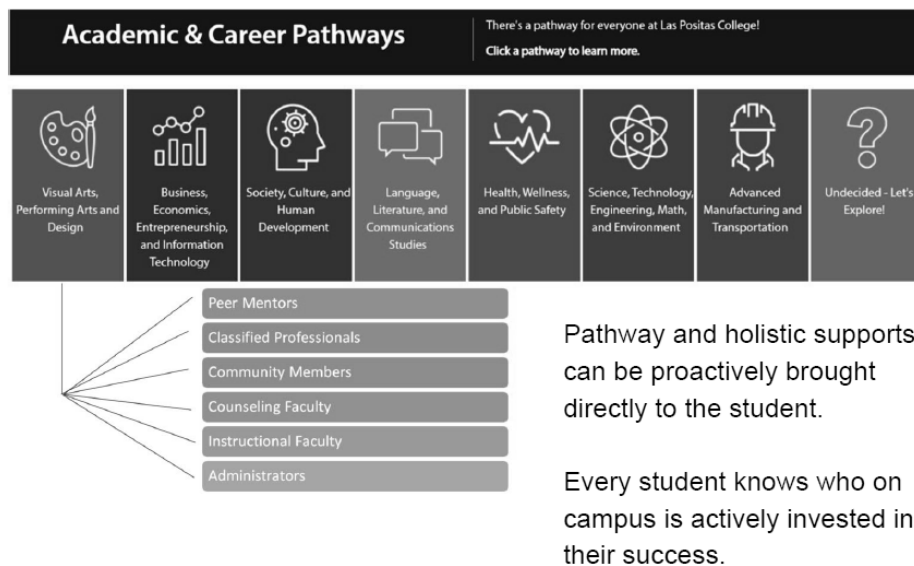 Academic & Career Pathways
There's a pathway for everyone at Las Positas College!
Click a pathway to learn more.
Visual Arts,
Performing Arts and
Design
Business,
Economics,
Entrepreneurship,
and Information
Technology
Society, Culture, and
Human
Development
Language,
Literature, and
Communications
Studies
Health, Wellness,
and Public Safety
Science, Technology,
Engineering, Math,
and Environment
Advanced
Manufacturing and
Transportation
Undecided - Let's
Explore!
Peer Mentors
Classified Professionals
Community Members
Counseling Faculty
Instructional Faculty
Administrators
Pathway and holistic supports
can be proactively brought
directly to the student.
Every student knows who on
campus is actively invested in
their success.